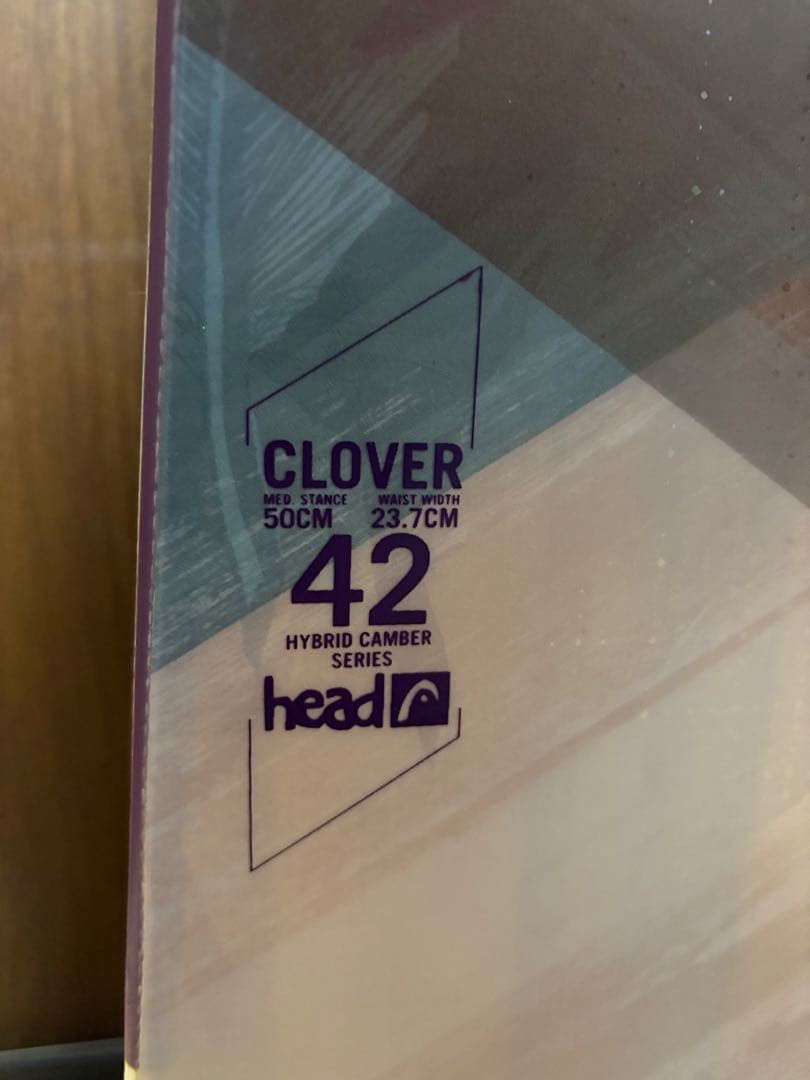 CLOVER
MED. STANCE WAIST WIDTH
50CM 23.7CM
42
HYBRID CAMBER
SERIES
head